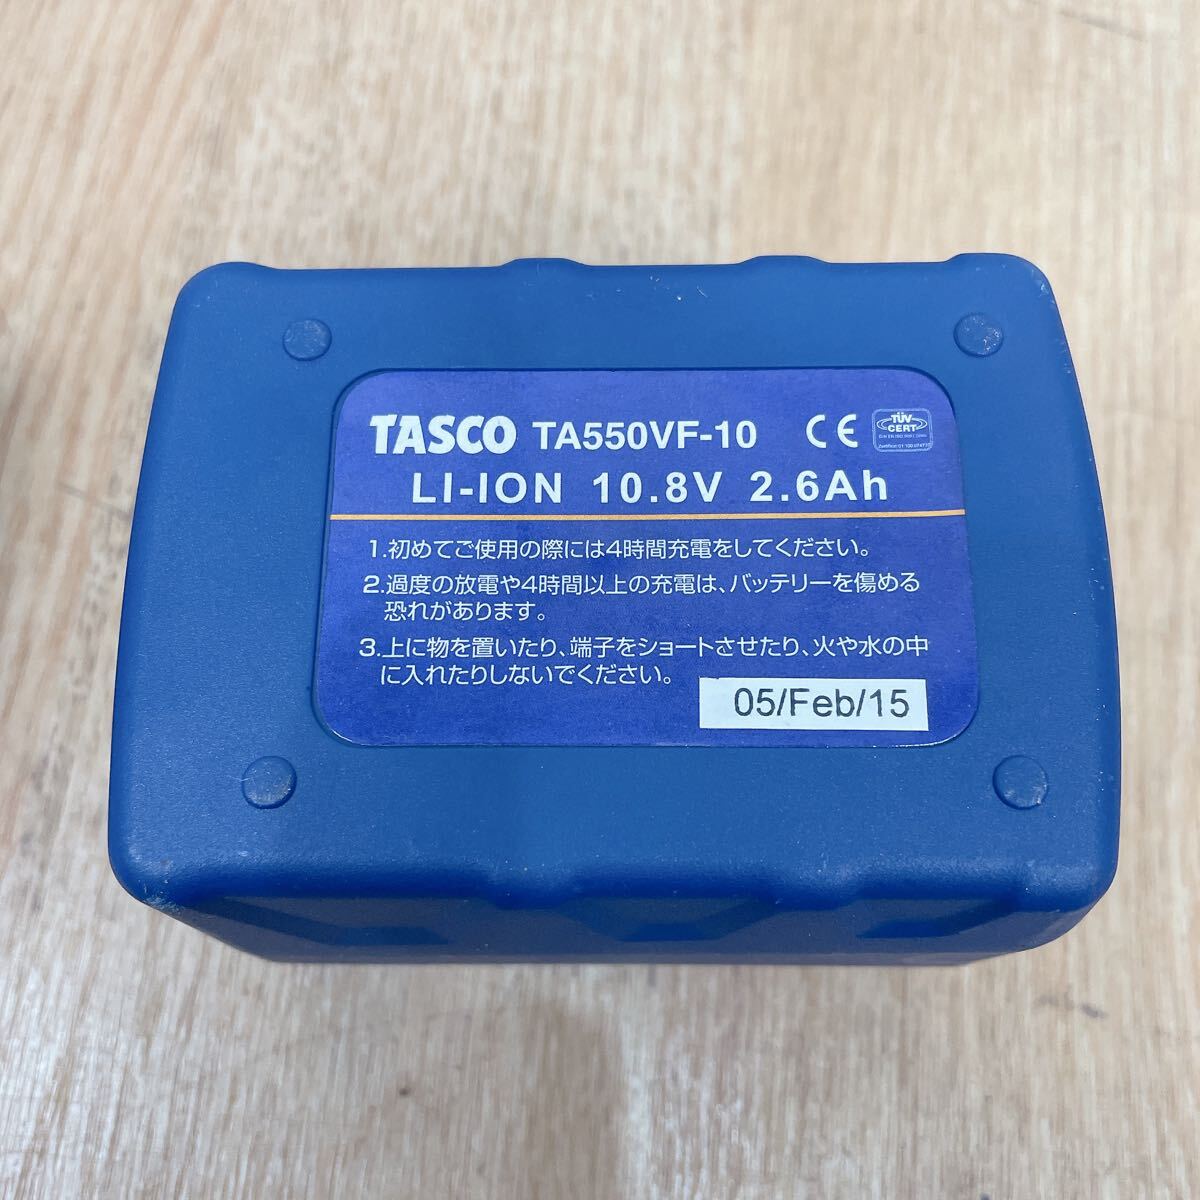 TASCO TA550VF-10 CE TÜV CERT
LI-ION 10.8V 2.6Ah
1.初めてご使用の際には4時間充電をしてください。
2.過度の放電や4時間以上の充電は、バッテリーを傷める
恐れがあります。
3.上に物を置いたり、端子をショートさせたり、火や水の中
に入れたりしないでください。
05/Feb/15